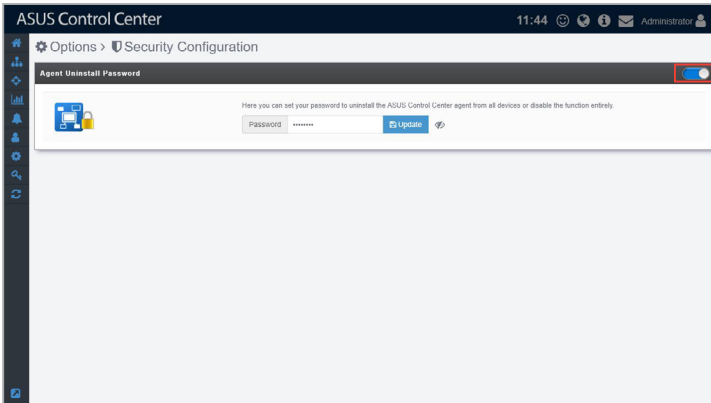 ASUS Control Center
11:44
Administrator
Options > Security Configuration
Agent Uninstall Password
Here you can set your password to uninstall the ASUS Control Center agent from all devices or disable the function entirely.
Password •••••••• Update